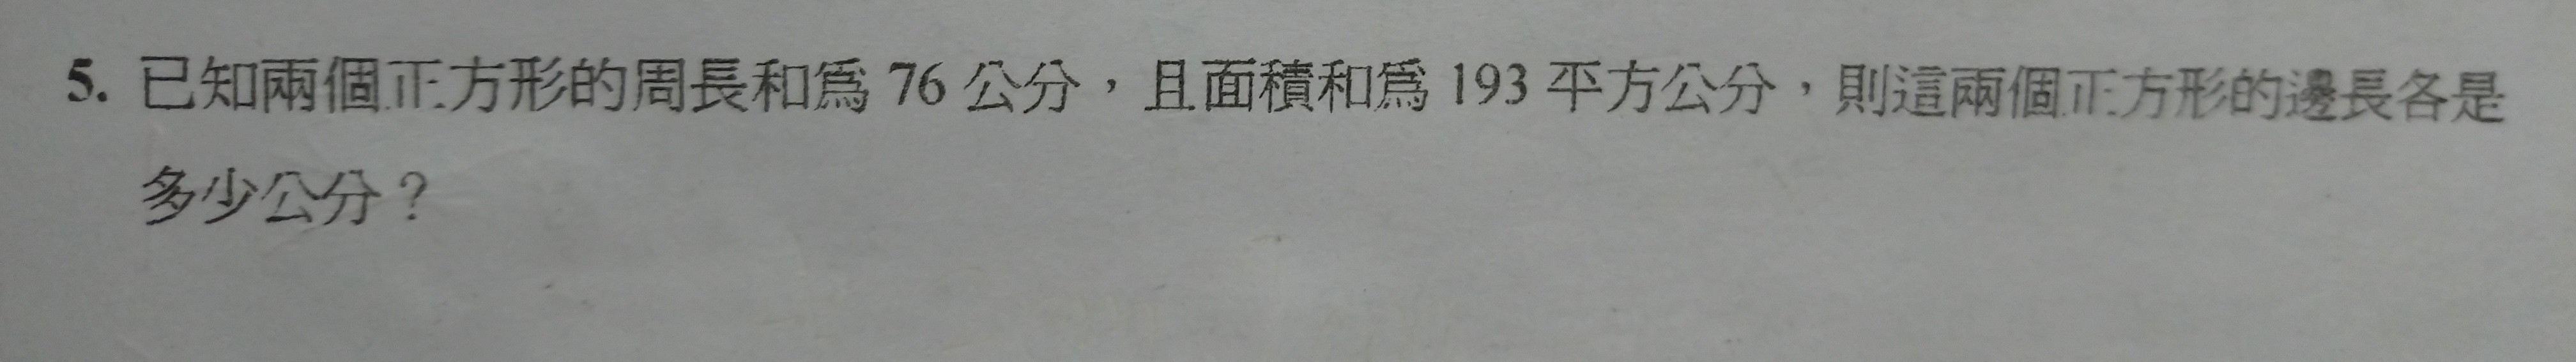 5. 已知兩個正方形的周長和為 76 公分，且面積和為 193 平方公分，則這兩個正方形的邊長各是
多少公分？